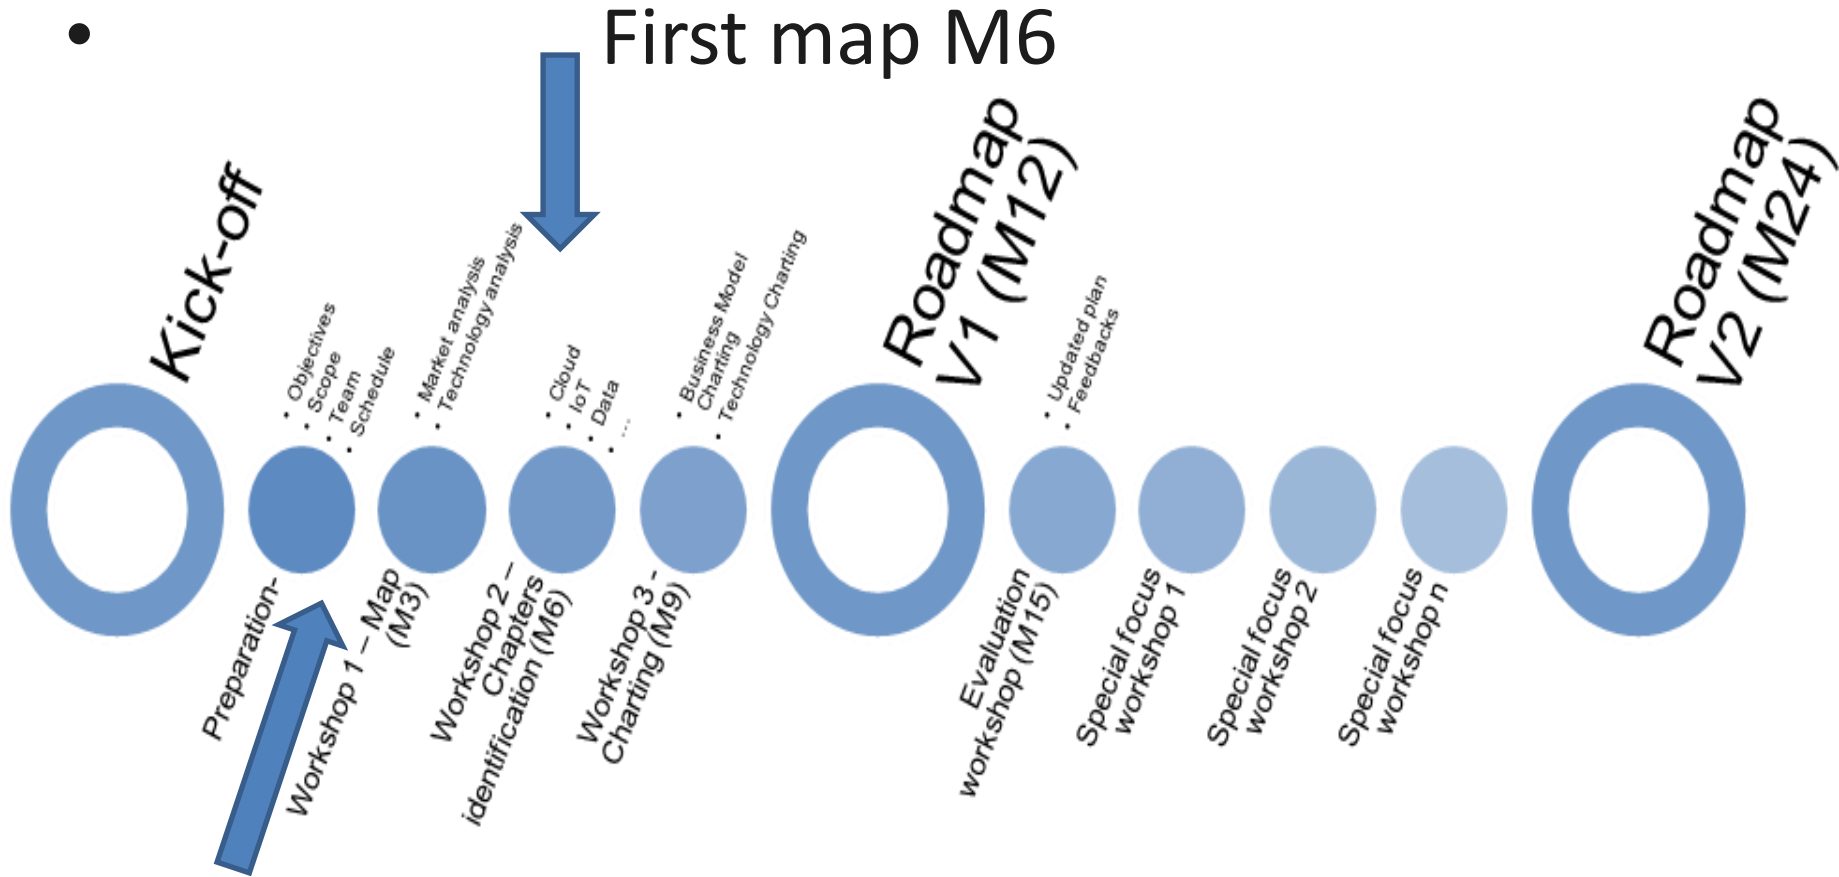 • First map M6
Kick-off
• Objectives
• Scope
• Team
• Schedule
Preparation-
• Market analysis
• Technology analysis
Workshop 1 – Map
(M3)
• Cloud
• IoT
• Data
• ...
Workshop 2 –
Chapters
identification (M6)
• Business Model
Charting
• Technology Charting
Workshop 3 -
Charting (M9)
Roadmap
V1 (M12)
• Updated plan
• Feedbacks
Evaluation
workshop (M15)
Special focus
workshop 1
Special focus
workshop 2
Special focus
workshop n
Roadmap
V2 (M24)